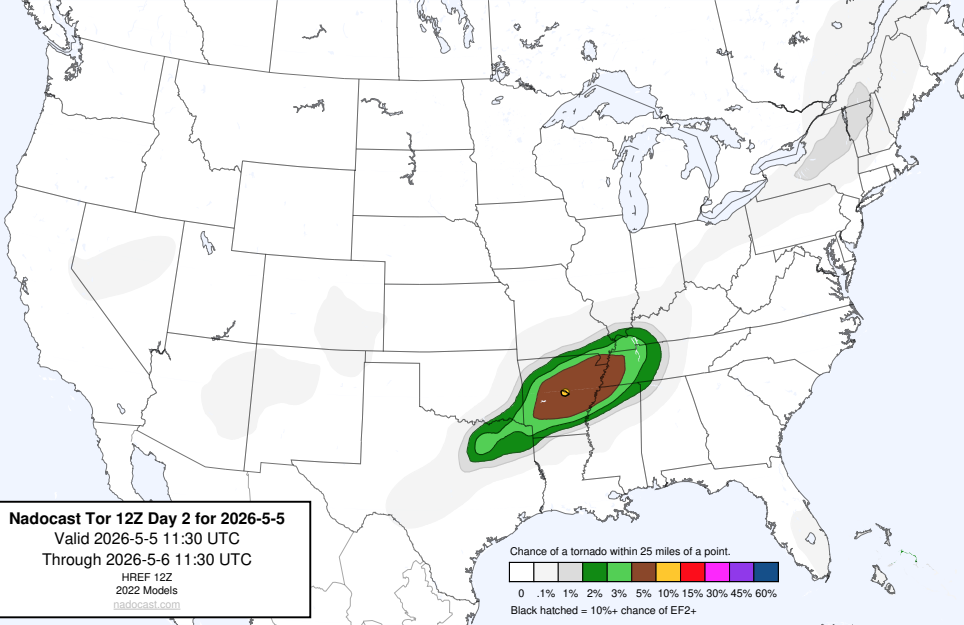 Nadocast Tor 12Z Day 2 for 2026-5-5
Valid 2026-5-5 11:30 UTC
Through 2026-5-6 11:30 UTC
HREF 12Z
2022 Models
nadocast.com
Chance of a tornado within 25 miles of a point.
0 .1% 1% 2% 3% 5% 10% 15% 30% 45% 60%
Black hatched = 10%+ chance of EF2+